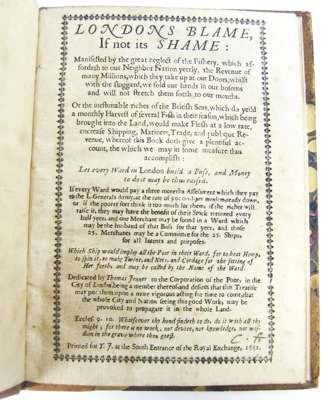 LONDONS BLAME,
If not its SHAME:
Manifested by the great neglect of the Fishery, which af-
fordeth to our Neighbor Nation yeerly, the Revenue of
many Millions, which they take up at our Doors, whilst
with the sluggard, we fold our hands in our bosoms
and will not stretch them forth to our mouths.
Or the inestimable riches of the British Seas, which do yeild
a monthly Harvest of several Fish in their season, which being
brought into the Land, would make Flesh at a low rate,
encrease Shipping, Mariners, Trade, and publique Re-
venue, whereof this Book doth give a plentiful ac-
count, the which we may in some measure thus
accomplish:
Let every Ward in London build a Buss, and Money
to do it may be thus raised.
If every Ward would pay a three months Assessment which they pay
to the L. Generals Army, at the rate of
or if the poorer sort think it too much for them, if the richer will
raise it, they may have the benefit of their Stock returned every
half year, and one Merchant may be found in a Ward which
may be the husband of that Buss for that year, and those
25. Merchants may be a Committee for the 25. Ships,
for all Intents and purposes.
Which Ship would imploy all the Poor in their Ward, for to beat Hemp,
to spin it, to make Twine, and Nets, and Cordage for the setting of
Her forth, and may be called by the Name of the Ward.
Dedicated by Thomas Jenner to the Corporation of the Poor, in the
City of London being a member thereof, and desires that this Treatise
may put them upon a more vigorous acting for time to come, that
the whole City and Nation seeing this good Work, may be
provoked to propagate it in the whole Land.
Eccles. 9. 10. Whatsoever thy hand findeth to do, do it with all thy
might; for there is no work, nor device, nor knowledge, nor wis-
dom in the grave where thou goest.
Printed for T. J. at the South Entrance of the Royal Exchange, 1651.